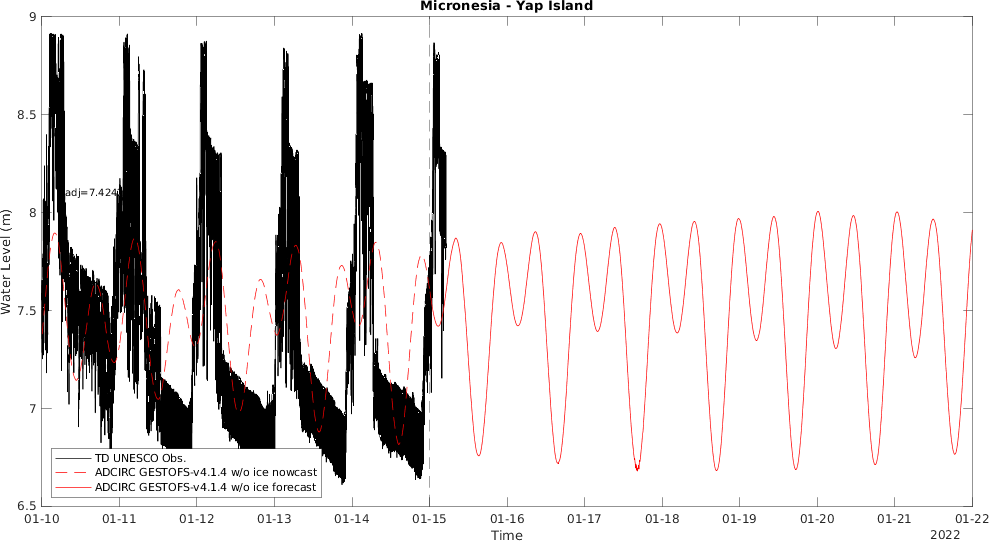 Micronesia - Yap Island
9
8.5
8
7.5
7
6.5
Water Level (m)
adj=7.424
TD UNESCO Obs.
ADCIRC GESTOFS-v4.1.4 w/o ice nowcast
ADCIRC GESTOFS-v4.1.4 w/o ice forecast
01-10 01-11 01-12 01-13 01-14 01-15 01-16 01-17 01-18 01-19 01-20 01-21 01-22
Time
2022